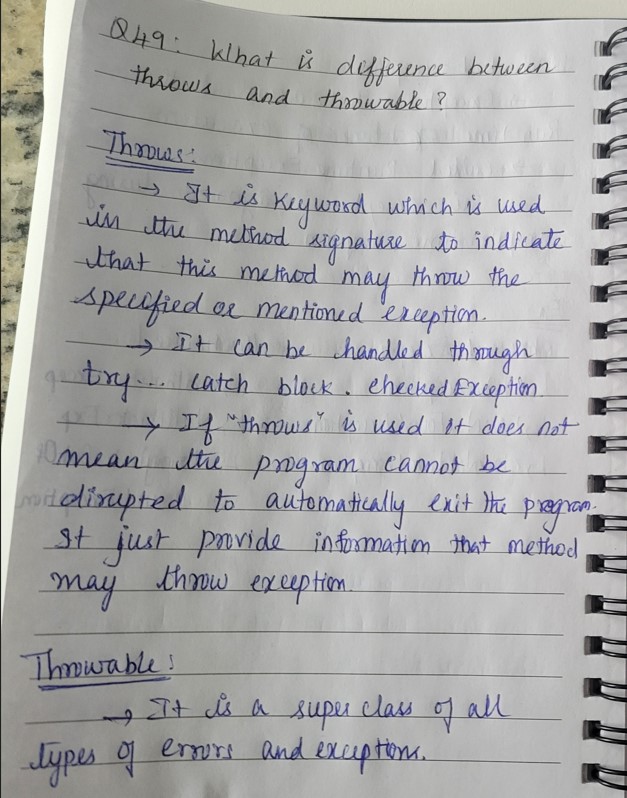 Q49: What is difference between
throws and throwable?
Throws:
→ It is Keyword which is used
in the method signature to indicate
that this method may throw the
specified or mentioned exception.
→ It can be handled through
try... catch block. checked Exception
→ If "throws" is used it does not
mean the program cannot be
dirupted to automatically exit the program.
It just provide information that method
may throw exception.
Throwable:
→ It is a super class of all
types of errors and exceptions.